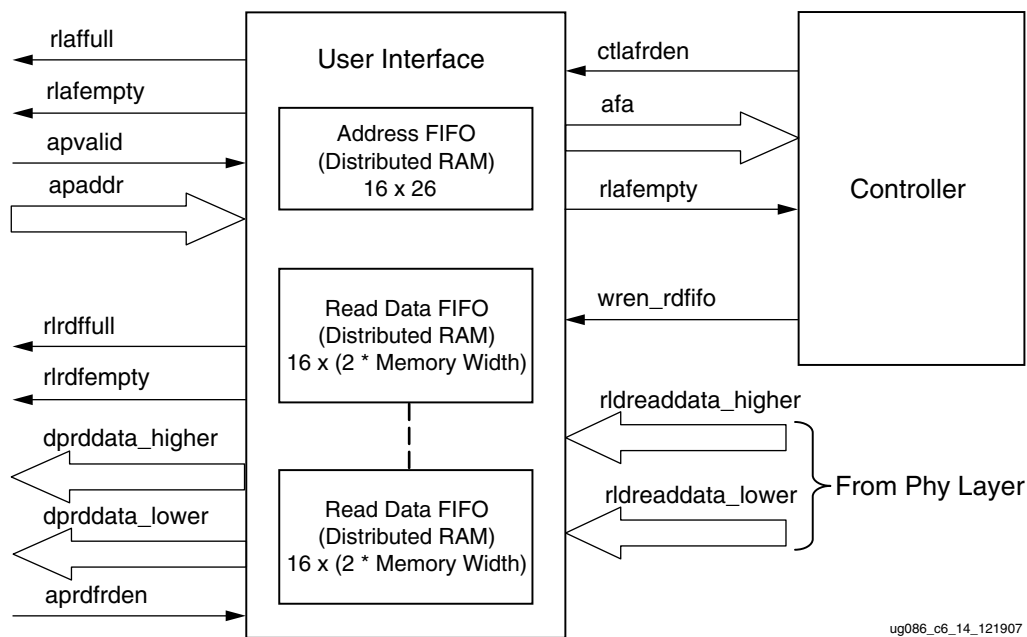 rlaffull
rlafempty
apvalid
apaddr
rlrdffull
rlrdfempty
dprddata_higher
dprddata_lower
aprdfrden
User Interface
Address FIFO
(Distributed RAM)
16 x 26
Read Data FIFO
(Distributed RAM)
16 x (2 * Memory Width)
Read Data FIFO
(Distributed RAM)
16 x (2 * Memory Width)
ctlafrden
afa
rlafempty
wren_rdfifo
rldreaddata_higher
rldreaddata_lower
Controller
From Phy Layer
ug086_c6_14_121907